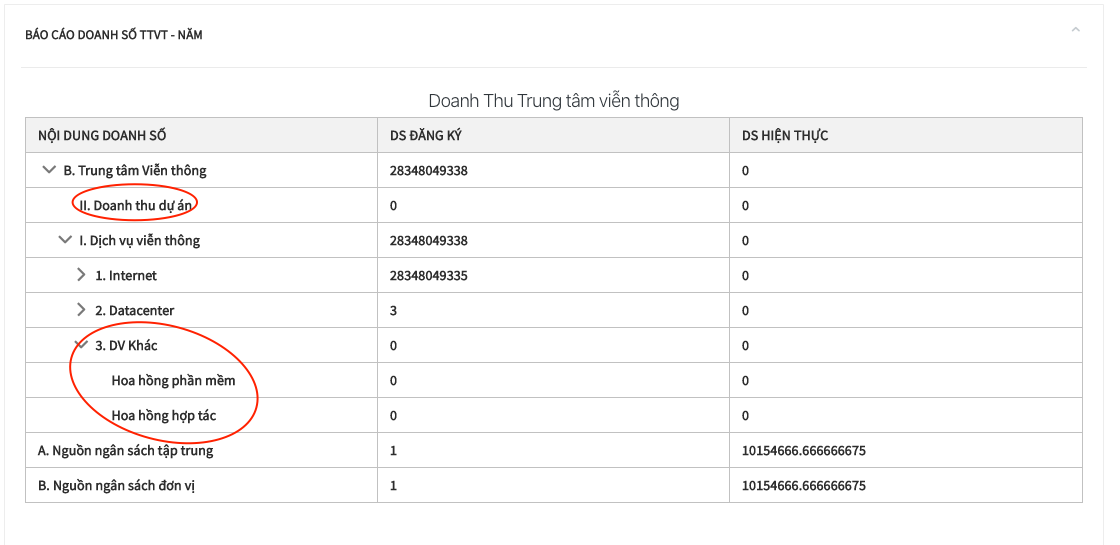 BÁO CÁO DOANH SỐ TTVT - NĂM
Doanh Thu Trung tâm viễn thông
NỘI DUNG DOANH SỐ DS ĐĂNG KÝ DS HIỆN THỰC
B. Trung tâm Viễn thông 28348049338 0
II. Doanh thu dự án 0 0
I. Dịch vụ viễn thông 28348049338 0
1. Internet 28348049335 0
2. Datacenter 3 0
3. DV Khác 0 0
Hoa hồng phần mềm 0 0
Hoa hồng hợp tác 0 0
A. Nguồn ngân sách tập trung 1 10154666.666666675
B. Nguồn ngân sách đơn vị 1 10154666.666666675